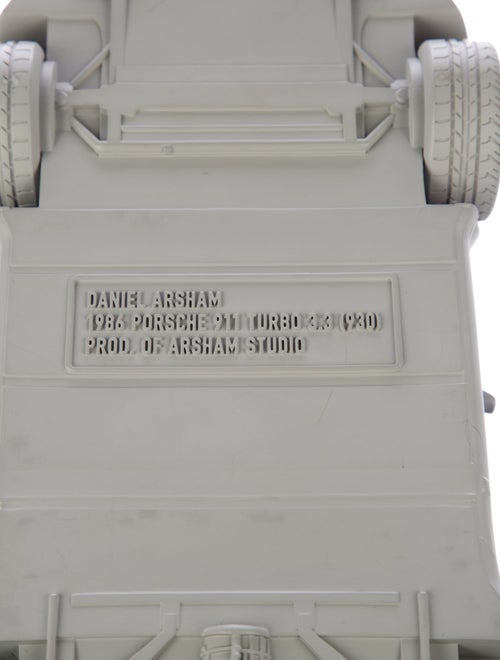 DANIEL ARSHAM
1986 PORSCHE 911 TURBO 3.3 (930)
PROD. OF ARSHAM STUDIO